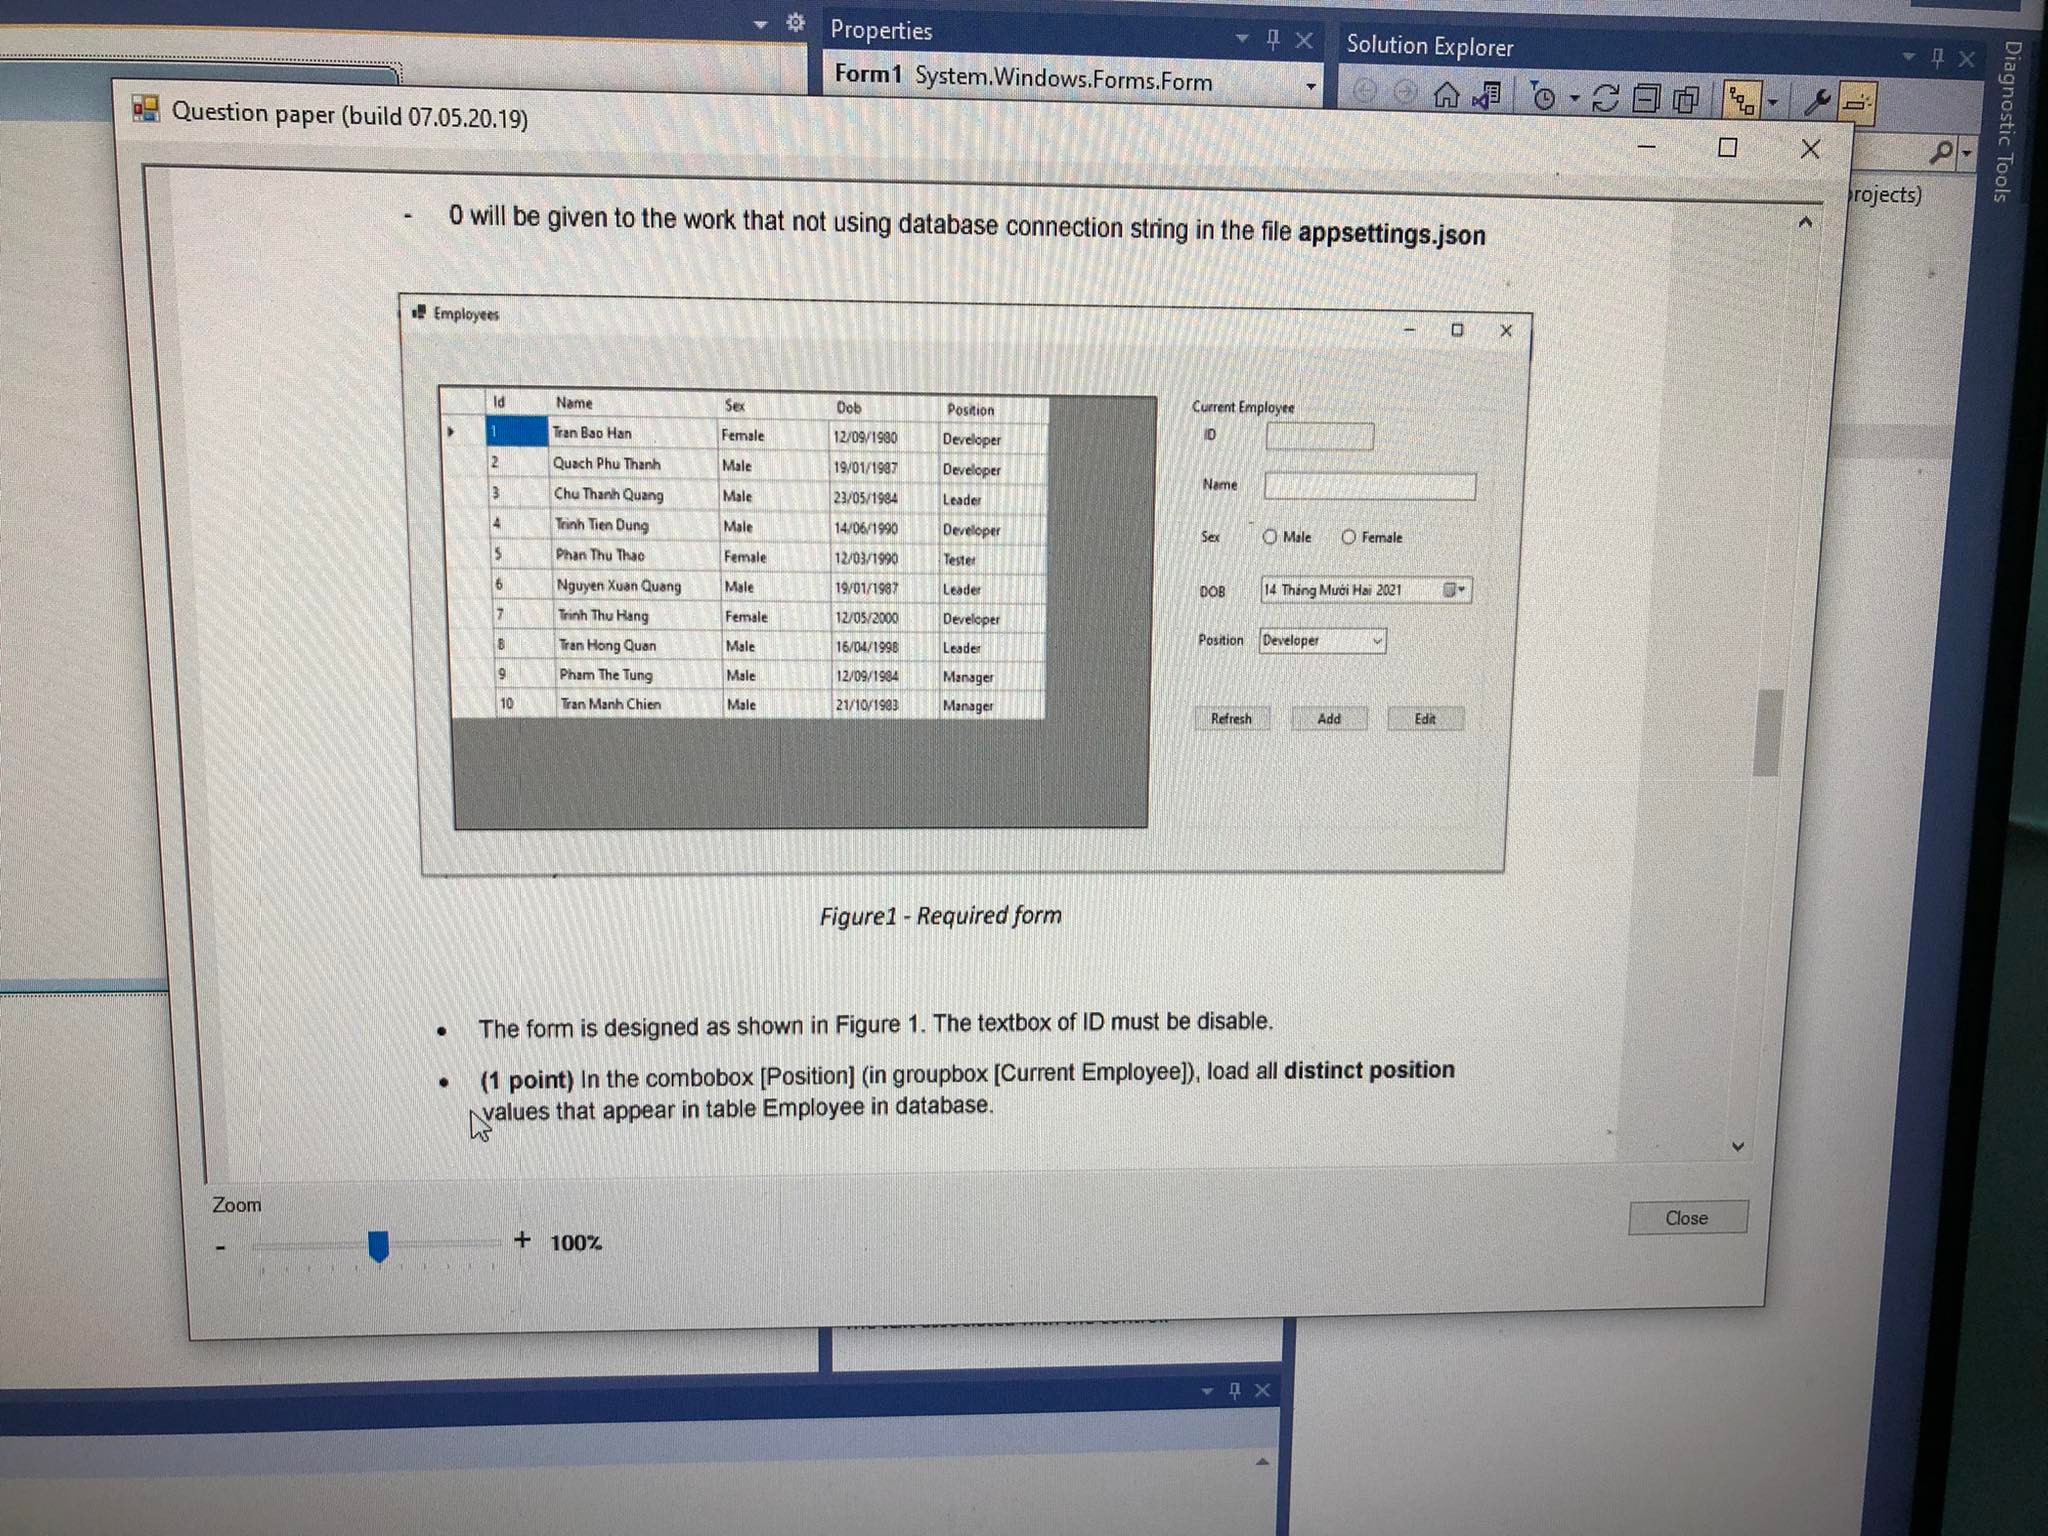 Properties
Solution Explorer
Form1 System.Windows.Forms.Form
Diagnostic Tools
Question paper (build 07.05.20.19)
rojects)
- 0 will be given to the work that not using database connection string in the file appsettings.json
Employees
Id Name Sex Dob Position
1 Tran Bao Han Female 12/09/1980 Developer
2 Quach Phu Thanh Male 19/01/1987 Developer
3 Chu Thanh Quang Male 23/05/1984 Leader
4 Trinh Tien Dung Male 14/06/1990 Developer
5 Phan Thu Thao Female 12/03/1990 Tester
6 Nguyen Xuan Quang Male 19/01/1987 Leader
7 Trinh Thu Hang Female 12/05/2000 Developer
8 Tran Hong Quan Male 16/04/1998 Leader
9 Pham The Tung Male 12/09/1984 Manager
10 Tran Manh Chien Male 21/10/1983 Manager
Current Employee
ID
Name
Sex Male Female
DOB 14 Tháng Mười Hai 2021
Position Developer
Refresh Add Edit
Figure1 - Required form
• The form is designed as shown in Figure 1. The textbox of ID must be disable.
• (1 point) In the combobox [Position] (in groupbox [Current Employee]), load all distinct position
values that appear in table Employee in database.
Zoom
- + 100%
Close